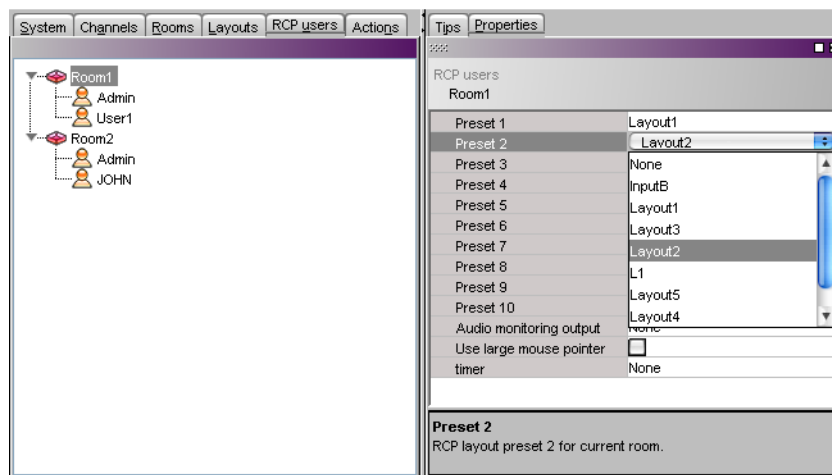 System Channels Rooms Layouts RCP users Actions
Room1
Admin
User1
Room2
Admin
JOHN
Tips Properties
RCP users
Room1
Preset 1 Layout1
Preset 2 Layout2
Preset 3
Preset 4
Preset 5
Preset 6
Preset 7
Preset 8
Preset 9
Preset 10
None
InputB
Layout1
Layout3
Layout2
L1
Layout5
Layout4
Audio monitoring output None
Use large mouse pointer
timer None
Preset 2
RCP layout preset 2 for current room.